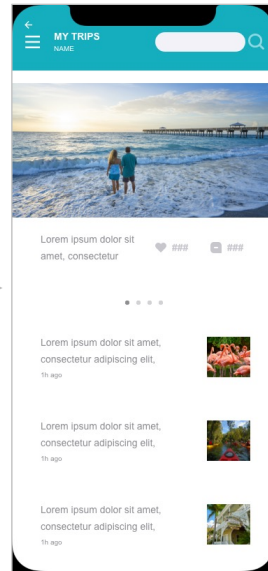 MY TRIPS
NAME
Lorem ipsum dolor sit
amet, consectetur
###
###
Lorem ipsum dolor sit amet,
consectetur adipiscing elit,
1h ago
Lorem ipsum dolor sit amet,
consectetur adipiscing elit,
1h ago
Lorem ipsum dolor sit amet,
consectetur adipiscing elit,
1h ago